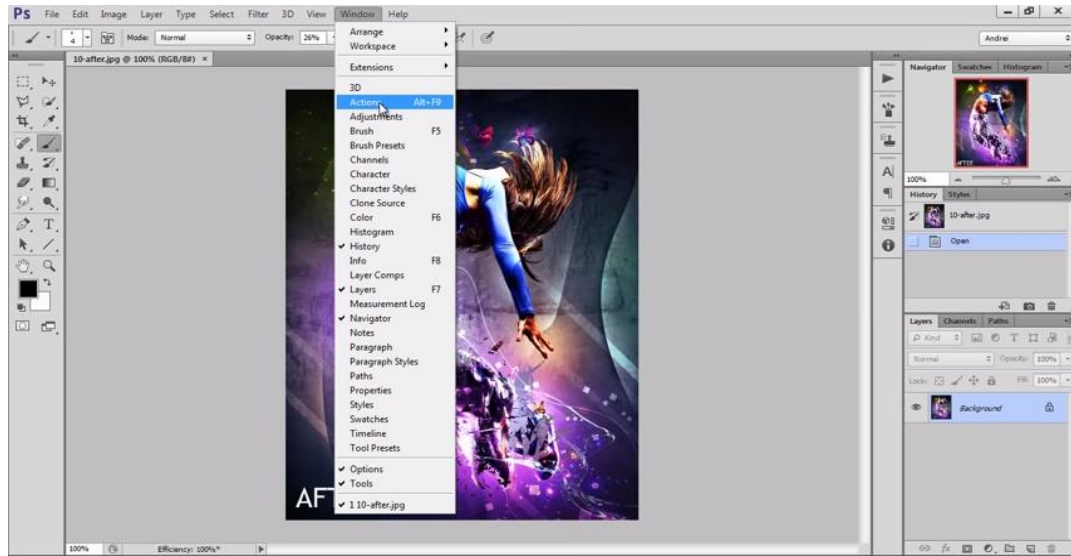 Ps File Edit Image Layer Type Select Filter 3D View Window Help
4 Mode: Normal Opacity: 26% Andrei
10-after.jpg @ 100% (RGB/8#) ×
Arrange
Workspace
Extensions
3D
Actions Alt+F9
Adjustments
Brush F5
Brush Presets
Channels
Character
Character Styles
Clone Source
Color F6
Histogram
History
Info F8
Layer Comps
Layers F7
Measurement Log
Navigator
Notes
Paragraph
Paragraph Styles
Paths
Properties
Styles
Swatches
Timeline
Tool Presets
Options
Tools
1 10-after.jpg
Navigator Swatches Histogram
AFTER
100%
History Styles
10-after.jpg
Open
Layers Channels Paths
Kind
Normal Opacity: 100%
Lock: Fill: 100%
Background
fx
100% Efficiency: 100%*